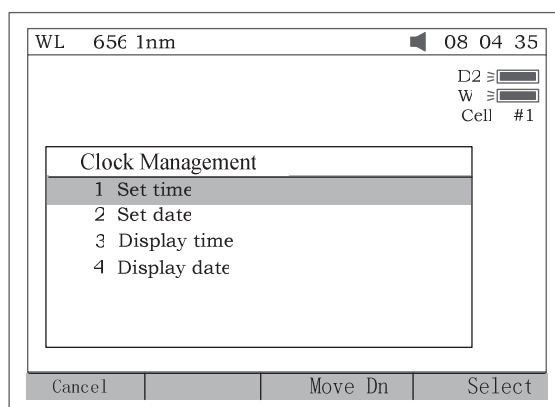 WL 656 1nm 08 04 35
D2
W
Cell #1
Clock Management
1 Set time
2 Set date
3 Display time
4 Display date
Cancel Move Dn Select